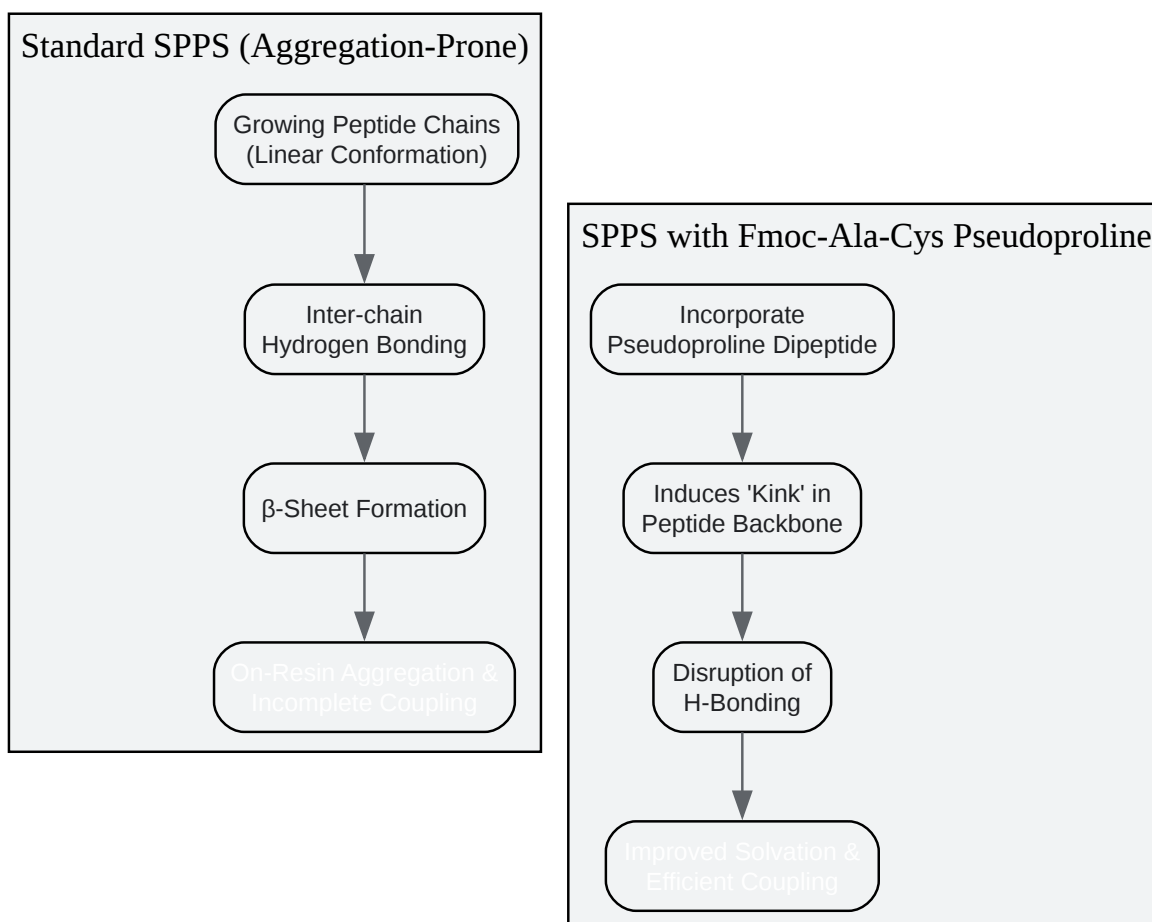 Standard SPPS (Aggregation-Prone)
Growing Peptide Chains
(Linear Conformation)
Inter-chain
Hydrogen Bonding
β-Sheet Formation
On-Resin Aggregation &
Incomplete Coupling
SPPS with Fmoc-Ala-Cys Pseudoproline
Incorporate
Pseudoproline Dipeptide
Induces 'Kink' in
Peptide Backbone
Disruption of
H-Bonding
Improved Solvation &
Efficient Coupling